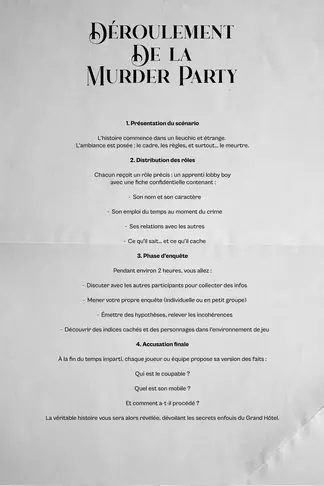 Déroulement
De la
Murder Party
1. Présentation du scénario
L'histoire commence dans un lieuchic et étrange.
L'ambiance est posée : le cadre, les règles, et surtout... le meurtre.
2. Distribution des rôles
Chacun reçoit un rôle précis : un apprenti lobby boy
avec une fiche confidentielle contenant :
- Son nom et son caractère
- Son emploi du temps au moment du crime
- Ses relations avec les autres
- Ce qu'il sait... et ce qu'il cache
3. Phase d'enquête
Pendant environ 2 heures, vous allez :
- Discuter avec les autres participants pour collecter des infos
- Mener votre propre enquête (individuelle ou en petit groupe)
- Émettre des hypothèses, relever les incohérences
- Découvrir des indices cachés et des personnages dans l'environement de jeu
4. Accusation finale
À la fin du temps imparti, chaque joueur ou équipe propose sa version des faits :
Qui est le coupable ?
Quel est son mobile ?
Et comment a-t-il procédé ?
La véritable histoire vous sera alors révélée, dévoilant les secrets enfouis du Grand Hôtel.